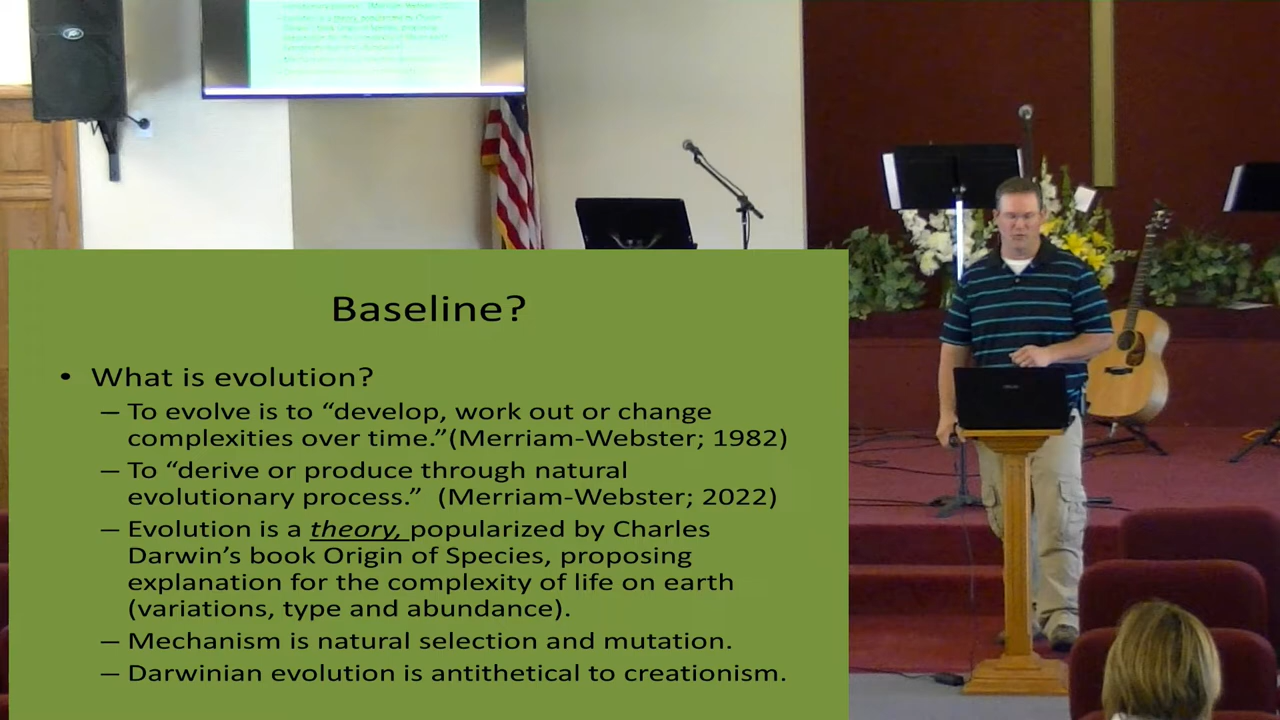 Baseline?
• What is evolution?
– To evolve is to “develop, work out or change
complexities over time.”(Merriam-Webster; 1982)
– To “derive or produce through natural
evolutionary process.” (Merriam-Webster; 2022)
– Evolution is a theory, popularized by Charles
Darwin’s book Origin of Species, proposing
explanation for the complexity of life on earth
(variations, type and abundance).
– Mechanism is natural selection and mutation.
– Darwinian evolution is antithetical to creationism.